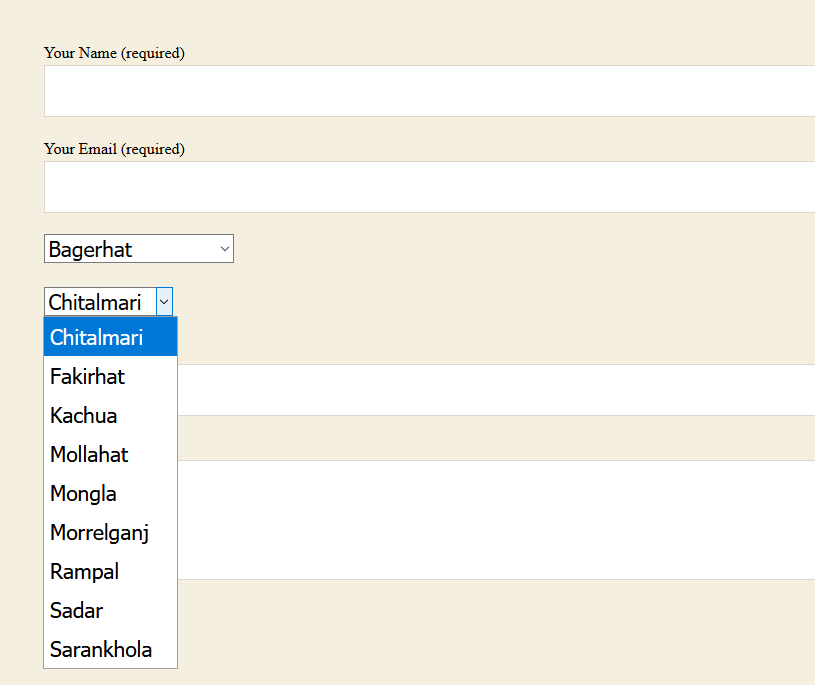 Your Name (required)
Your Email (required)
Bagerhat
Chitalmari
Chitalmari
Fakirhat
Kachua
Mollahat
Mongla
Morrelganj
Rampal
Sadar
Sarankhola